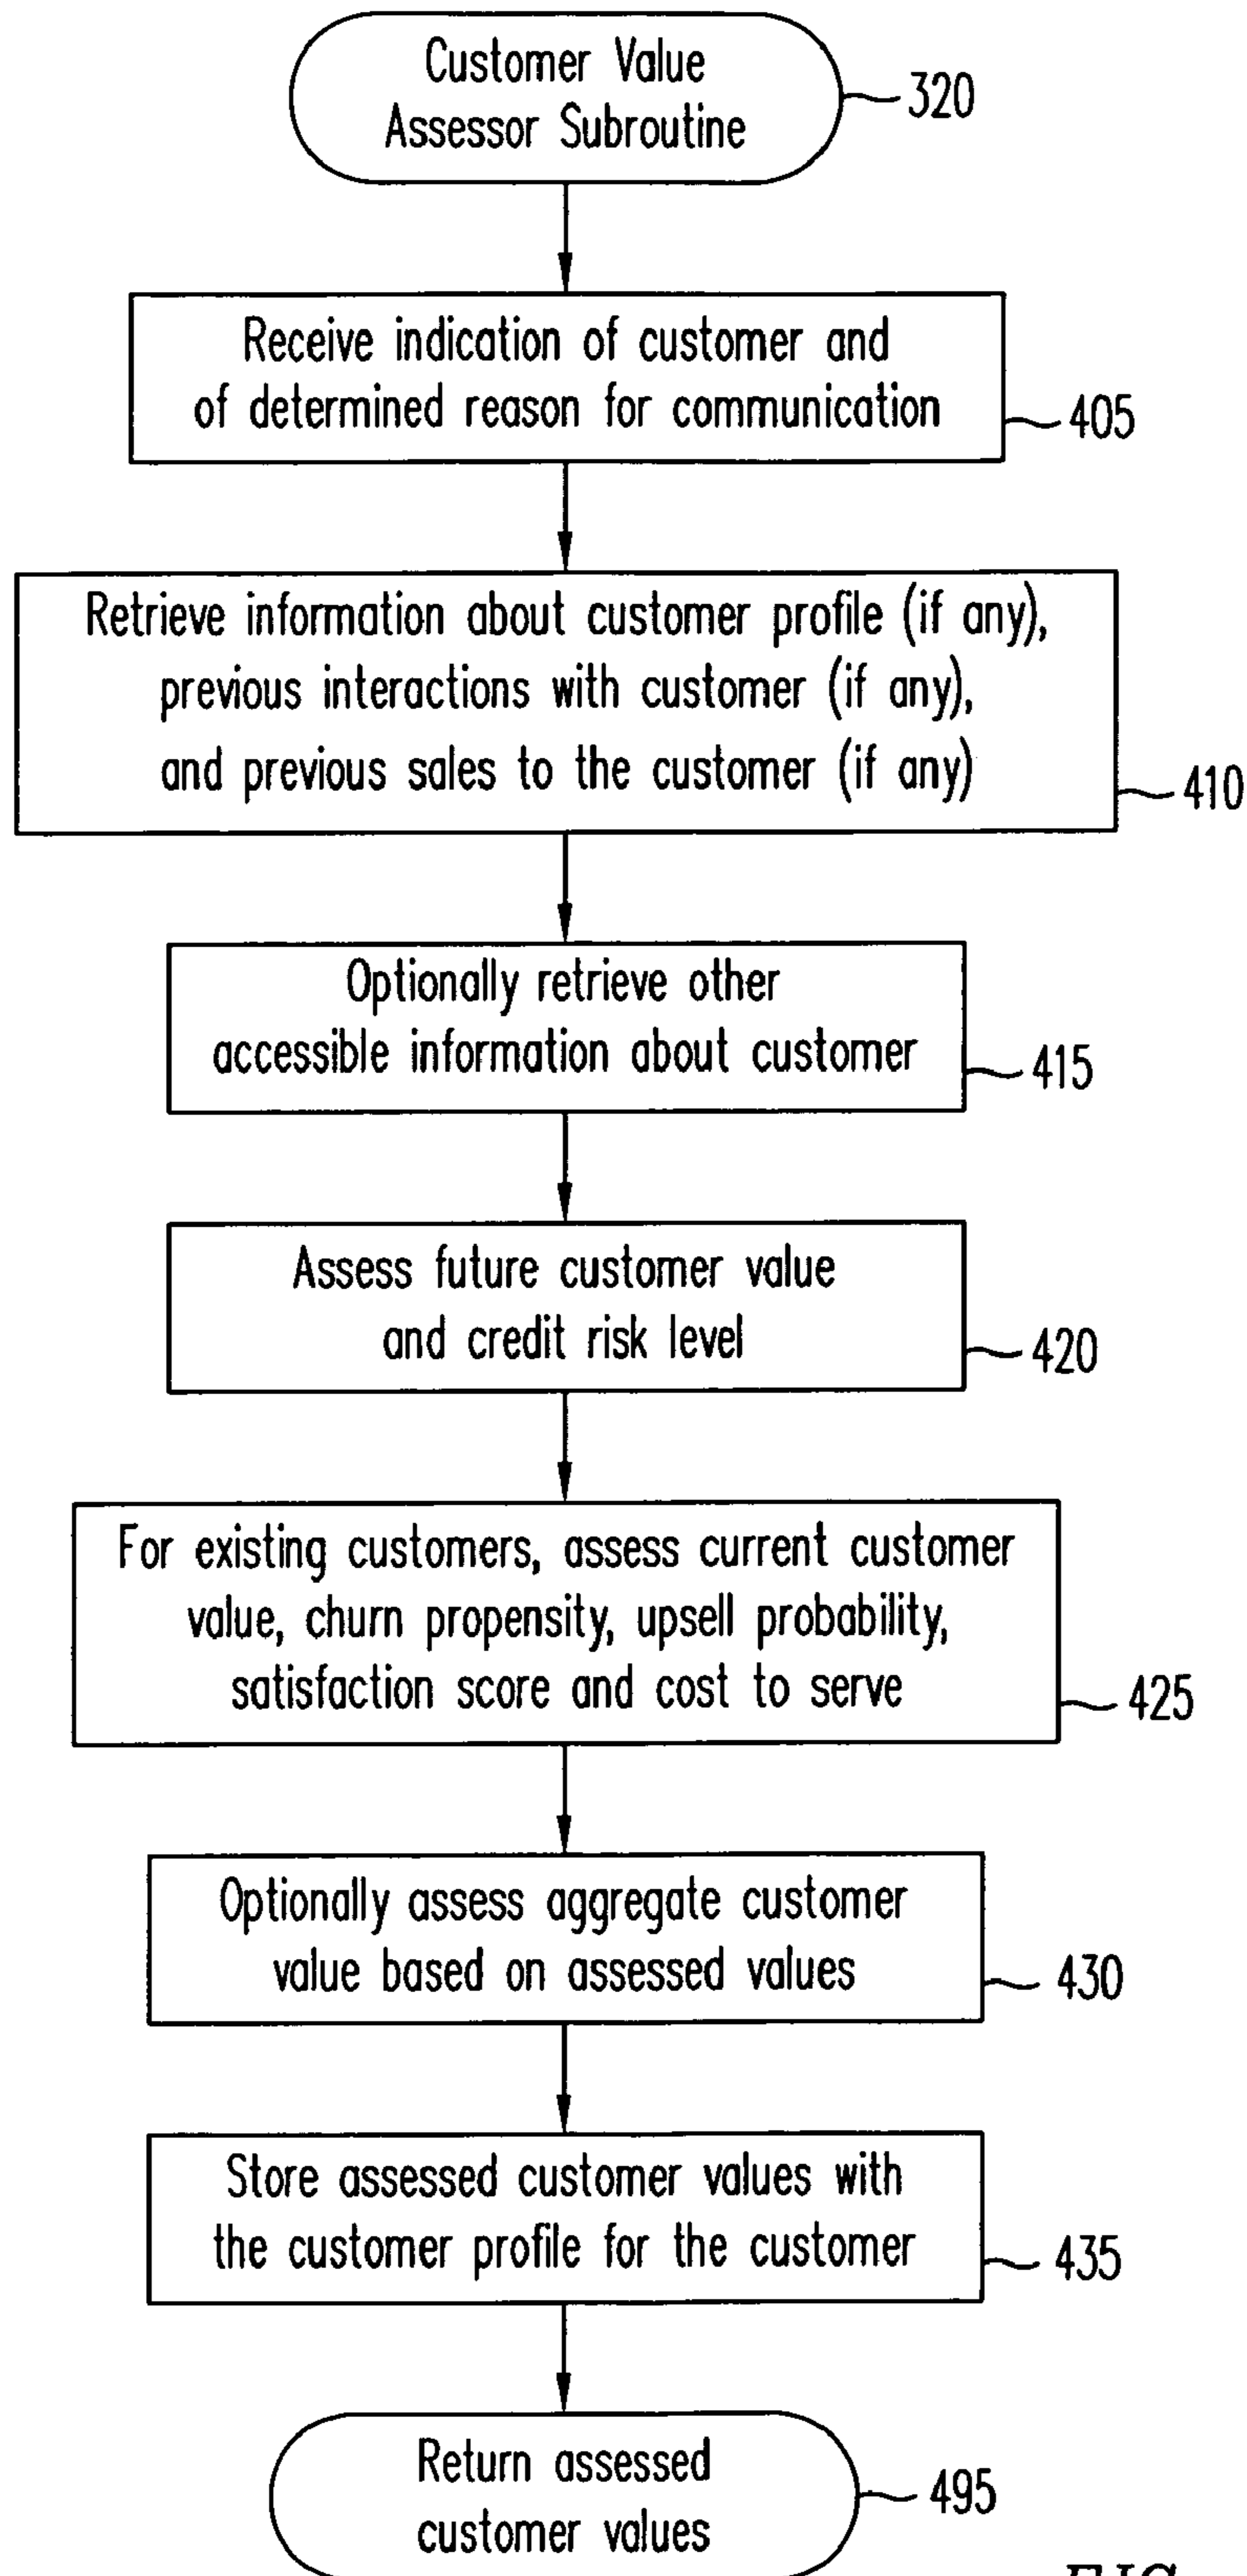 Customer Value
Assessor Subroutine
320
Receive indication of customer and
of determined reason for communication
405
Retrieve information about customer profile (if any),
previous interactions with customer (if any),
and previous sales to the customer (if any)
410
Optionally retrieve other
accessible information about customer
415
Assess future customer value
and credit risk level
420
For existing customers, assess current customer
value, churn propensity, upsell probability,
satisfaction score and cost to serve
425
Optionally assess aggregate customer
value based on assessed values
430
Store assessed customer values with
the customer profile for the customer
435
Return assessed
customer values
495